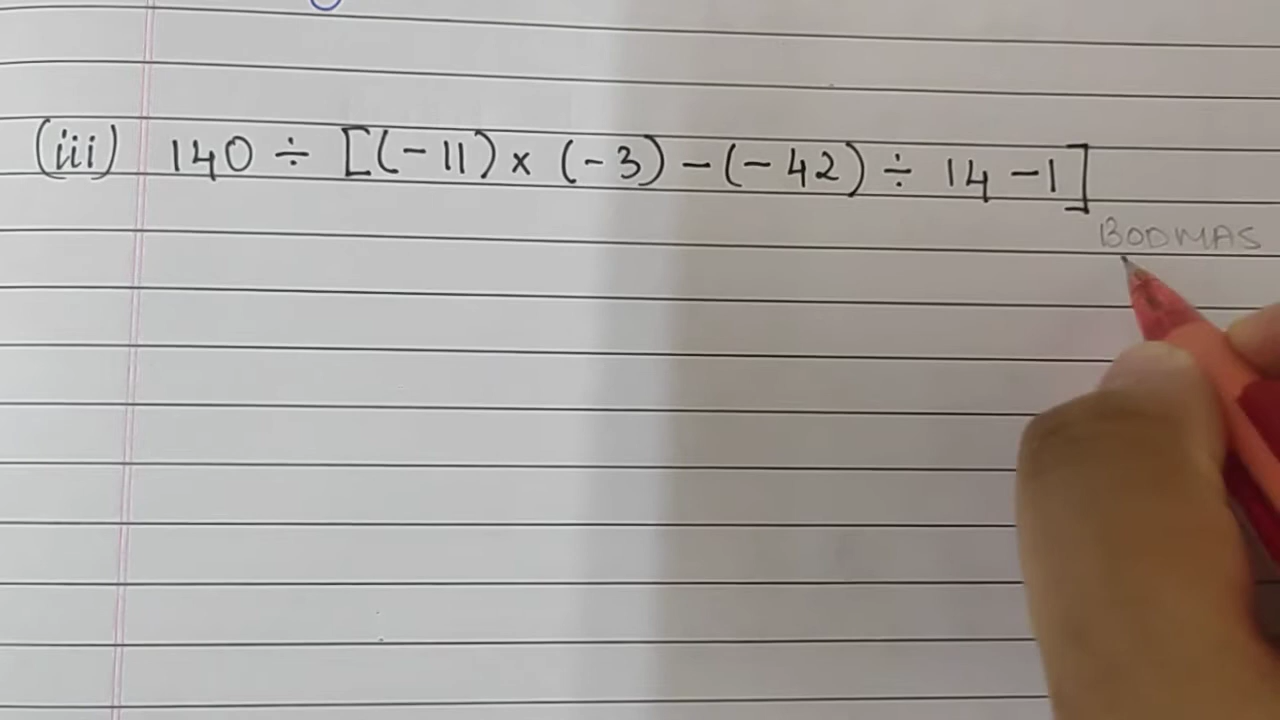 (iii) 140 ÷ [(-11) × (-3) - (-42) ÷ 14 - 1]
BODMAS